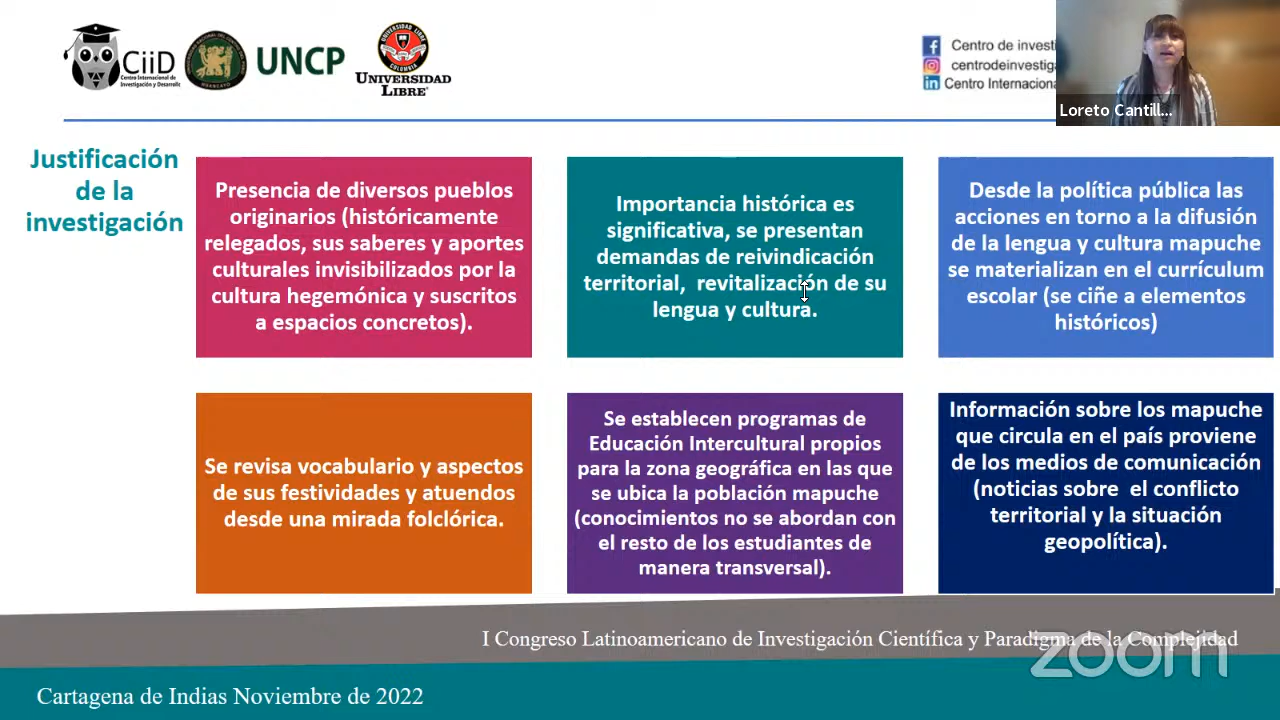 CiiD
Centro Internacional de
Investigación y Desarrollo
UNCP
UNIVERSIDAD LIBRE
COLOMBIA
UNIVERSIDAD
LIBRE®
Centro de investi
centrodeinvestiga
Centro Internacional
Loreto Cantill...
Justificación
de la
investigación
Presencia de diversos pueblos
originarios (históricamente
relegados, sus saberes y aportes
culturales invisibilizados por la
cultura hegemónica y suscritos
a espacios concretos).
Importancia histórica es
significativa, se presentan
demandas de reivindicación
territorial, revitalización de su
lengua y cultura.
Desde la política pública las
acciones en torno a la difusión
de la lengua y cultura mapuche
se materializan en el currículum
escolar (se ciñe a elementos
históricos)
Se revisa vocabulario y aspectos
de sus festividades y atuendos
desde una mirada folclórica.
Se establecen programas de
Educación Intercultural propios
para la zona geográfica en las que
se ubica la población mapuche
(conocimientos no se abordan con
el resto de los estudiantes de
manera transversal).
Información sobre los mapuche
que circula en el país proviene
de los medios de comunicación
(noticias sobre el conflicto
territorial y la situación
geopolítica).
I Congreso Latinoamericano de Investigación Científica y Paradigma de la Complejidad
zoom
Cartagena de Indias Noviembre de 2022